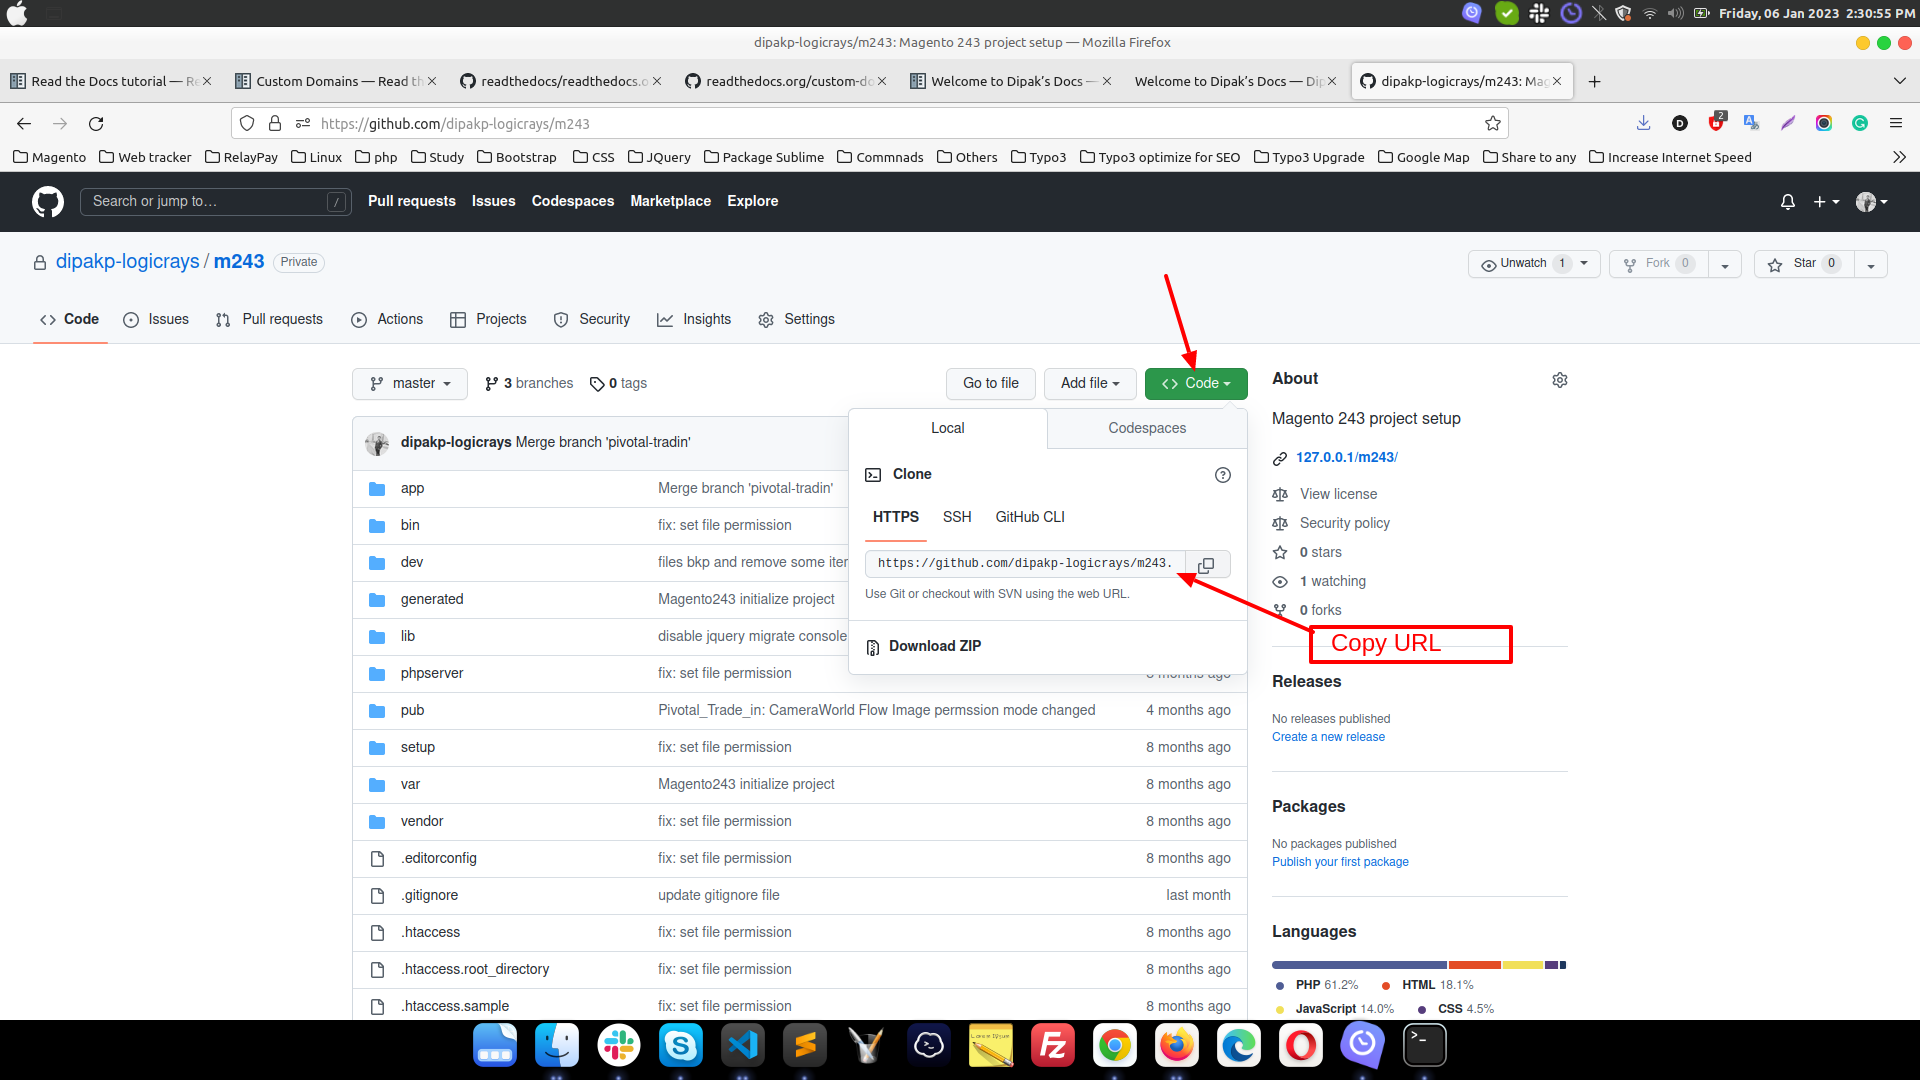 Friday, 06 Jan 2023 2:30:55 PM
dipakp-logicrays/m243: Magento 243 project setup — Mozilla Firefox
Read the Docs tutorial — Re
Custom Domains — Read th
readthedocs/readthedocs.o
readthedocs.org/custom-do
Welcome to Dipak's Docs —
Welcome to Dipak's Docs — Dip
dipakp-logicrays/m243: Mag
https://github.com/dipakp-logicrays/m243
2
Magento
Web tracker
RelayPay
Linux
php
Study
Bootstrap
CSS
JQuery
Package Sublime
Commnads
Others
Typo3
Typo3 optimize for SEO
Typo3 Upgrade
Google Map
Share to any
Increase Internet Speed
Search or jump to…
/
Pull requests
Issues
Codespaces
Marketplace
Explore
dipakp-logicrays / m243
Private
Unwatch 1
Fork 0
Star 0
Code
Issues
Pull requests
Actions
Projects
Security
Insights
Settings
master
3 branches
0 tags
Go to file
Add file
Code
Local
Codespaces
Clone
HTTPS
SSH
GitHub CLI
https://github.com/dipakp-logicrays/m243.
Use Git or checkout with SVN using the web URL.
Download ZIP
Copy URL
dipakp-logicrays Merge branch 'pivotal-tradin'
app Merge branch 'pivotal-tradin'
bin fix: set file permission
dev files bkp and remove some iter
generated Magento243 initialize project
lib disable jquery migrate console
phpserver fix: set file permission months ago
pub Pivotal_Trade_in: CameraWorld Flow Image permssion mode changed 4 months ago
setup fix: set file permission 8 months ago
var Magento243 initialize project 8 months ago
vendor fix: set file permission 8 months ago
.editorconfig fix: set file permission 8 months ago
.gitignore update gitignore file last month
.htaccess fix: set file permission 8 months ago
.htaccess.root_directory fix: set file permission 8 months ago
.htaccess.sample fix: set file permission 8 months ago
About
Magento 243 project setup
127.0.0.1/m243/
View license
Security policy
0 stars
1 watching
0 forks
Releases
No releases published
Create a new release
Packages
No packages published
Publish your first package
Languages
PHP 61.2%
HTML 18.1%
JavaScript 14.0%
CSS 4.5%